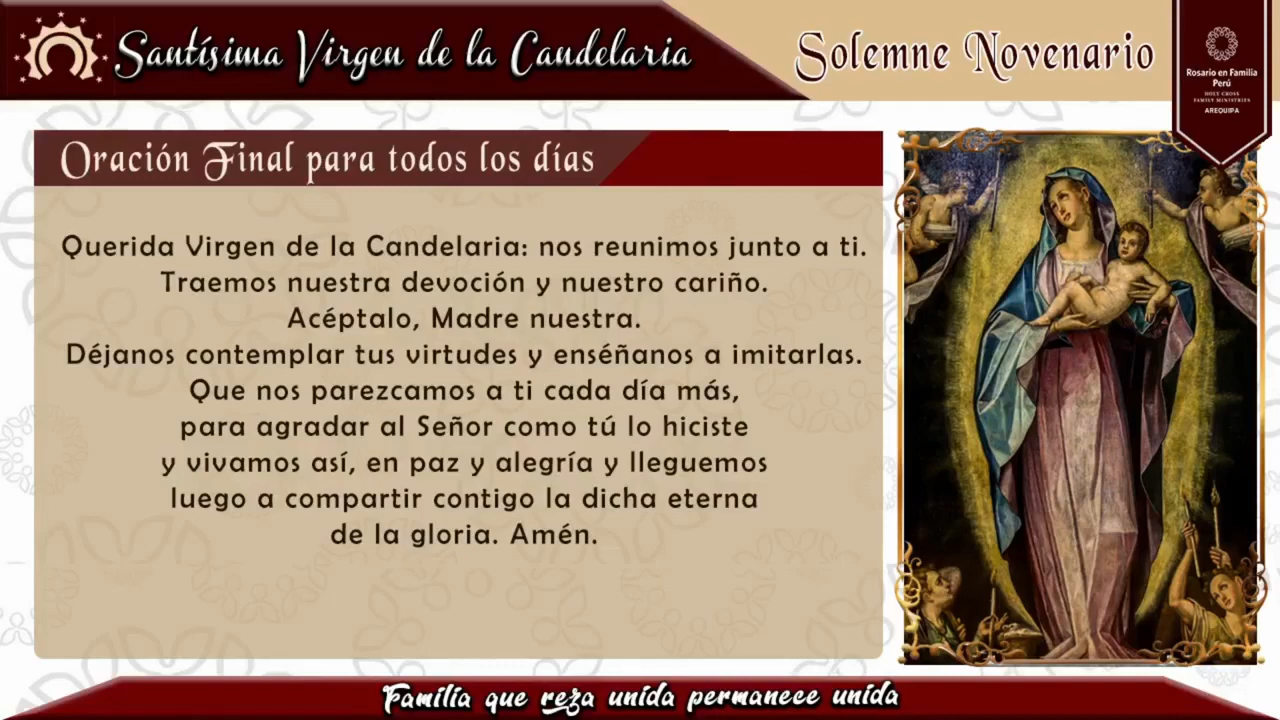 Santísima Virgen de la Candelaria
Solemne Novenario
Rosario en Familia
Perú
HOLY CROSS
FAMILY MINISTRIES
AREQUIPA
Oración Final para todos los días
Querida Virgen de la Candelaria: nos reunimos junto a ti.
Traemos nuestra devoción y nuestro cariño.
Acéptalo, Madre nuestra.
Déjanos contemplar tus virtudes y enséñanos a imitarlas.
Que nos parezcamos a ti cada día más,
para agradar al Señor como tú lo hiciste
y vivamos así, en paz y alegría y lleguemos
luego a compartir contigo la dicha eterna
de la gloria. Amén.
Familia que reza unida permanece unida